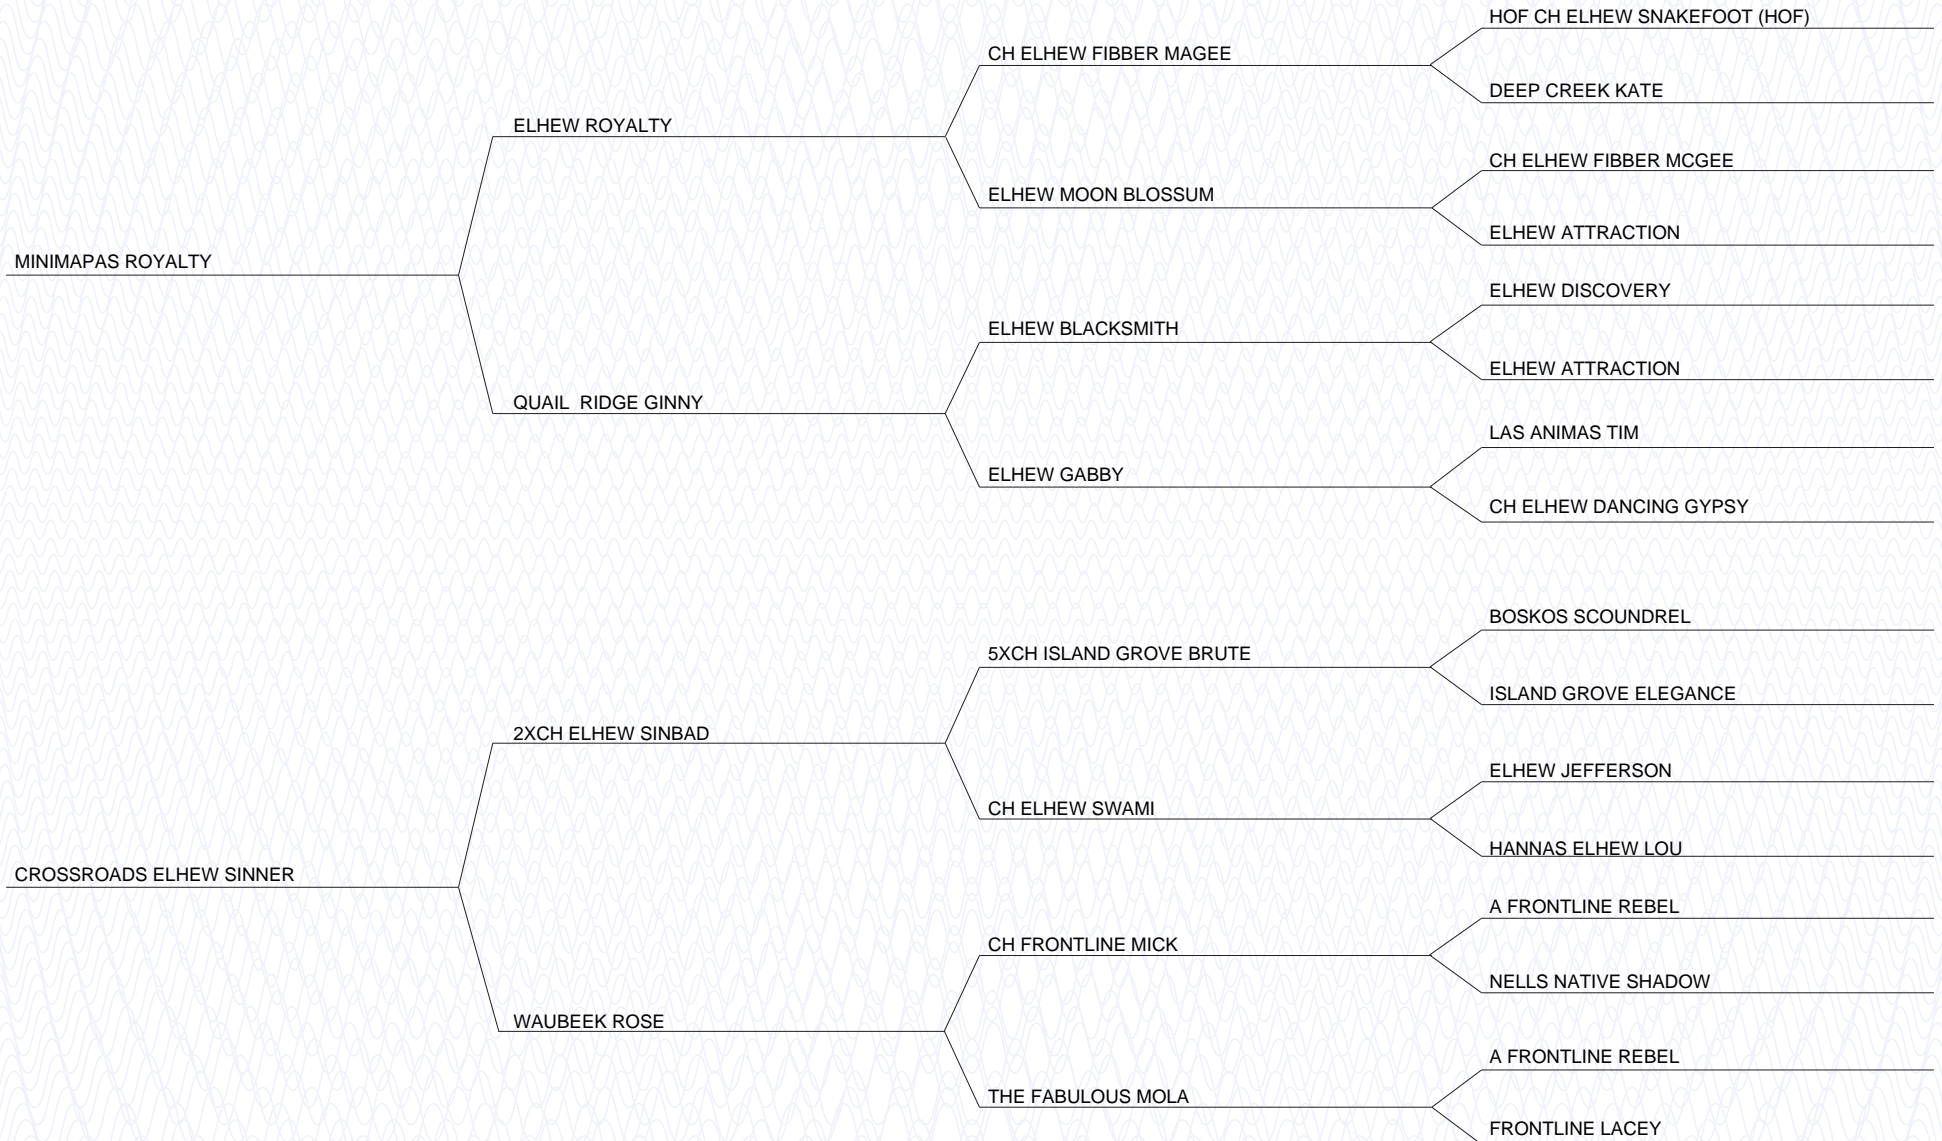 HOF CH ELHEW SNAKEFOOT (HOF)
CH ELHEW FIBBER MAGEE
DEEP CREEK KATE
ELHEW ROYALTY
CH ELHEW FIBBER MCGEE
ELHEW MOON BLOSSUM
ELHEW ATTRACTION
MINIMAPAS ROYALTY
ELHEW DISCOVERY
ELHEW BLACKSMITH
ELHEW ATTRACTION
QUAIL  RIDGE GINNY
LAS ANIMAS TIM
ELHEW GABBY
CH ELHEW DANCING GYPSY
BOSKOS SCOUNDREL
5XCH ISLAND GROVE BRUTE
ISLAND GROVE ELEGANCE
2XCH ELHEW SINBAD
ELHEW JEFFERSON
CH ELHEW SWAMI
HANNAS ELHEW LOU
CROSSROADS ELHEW SINNER
A FRONTLINE REBEL
CH FRONTLINE MICK
NELLS NATIVE SHADOW
WAUBEEK ROSE
A FRONTLINE REBEL
THE FABULOUS MOLA
FRONTLINE LACEY